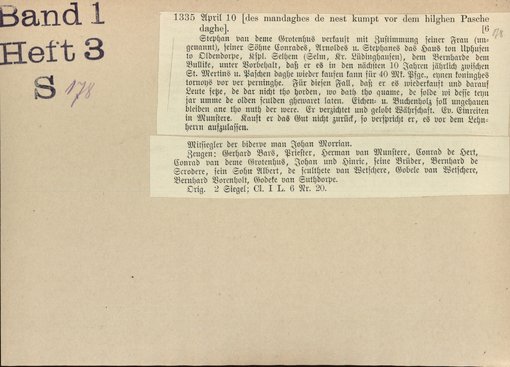 Band 1
Heft 3
S 178
1335 April 10 [des mandaghes de nest kumpt vor dem hilghen Pasche
daghe]. [6 178
Stephan van deme Grotenhus verkauft mit Zustimmung seiner Frau (un-
genannt), seiner Söhne Conrades, Arnoldes u. Stephanes das Haus ton Uphusen
to Oldendorpe, Kspl. Selhem (Selm, Kr. Lüdinghausen), dem Bernharde dem
Bullike, unter Vorbehalt, daß er es in den nächsten 10 Jahren jährlich zwischen
St. Mertins u. Paschen daghe wieder kaufen kann für 40 Mk. Pfge., eynen koninghes
tornoys vor ver penninghe. Für diesen Fall, daß er es wiederkauft und darauf
Leute setze, de dar nicht tho horden, wo dath tho quame, de solde wi desse teyn
jar umme de olden sculden ghewaret laten. Eichen- u. Buchenholz soll ungehauen
bleiben ane tho nuth der were. Er verzichtet und gelobt Währschaft. Ev. Einreiten
in Munstere. Kauft er das Gut nicht zurück, so verspricht er, es vor dem Lehn-
herrn aufzulassen.
Mitsiegler der biderve man Johan Morrian.
Zeugen: Gerhard Bars, Priester, Herman van Munstere, Conrad de Hert,
Conrad van deme Grotenhus, Johan und Hinric, seine Brüder, Bernhard de
Scrodere, sein Sohn Albert, de sculthete van Wetschere, Gobele van Wetschere,
Bernhard Vorenholt, Godeke van Suthdorpe.
Orig. 2 Siegel; Cl. I L. 6 Nr. 20.